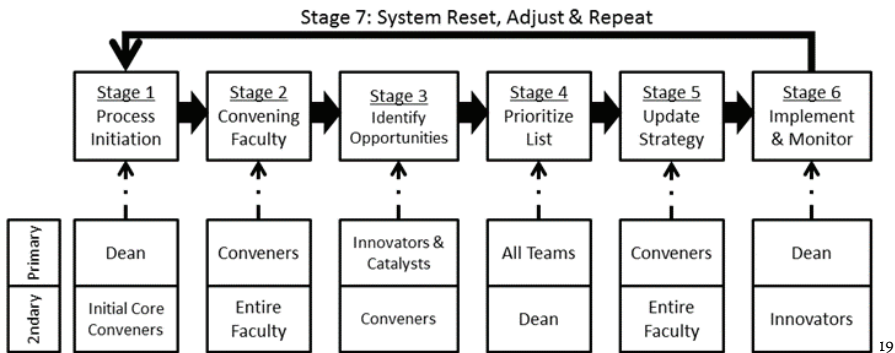 Stage 7: System Reset, Adjust & Repeat
Stage 1
Process
Initiation
Stage 2
Convening
Faculty
Stage 3
Identify
Opportunities
Stage 4
Prioritize
List
Stage 5
Update
Strategy
Stage 6
Implement
& Monitor
Primary
Dean
Conveners
Innovators &
Catalysts
All Teams
Conveners
Dean
2ndary
Initial Core
Conveners
Entire
Faculty
Conveners
Dean
Entire
Faculty
Innovators
19